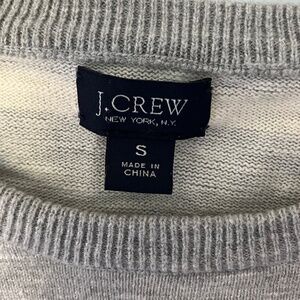 J.CREW
NEW YORK, N.Y.
S
MADE IN
CHINA